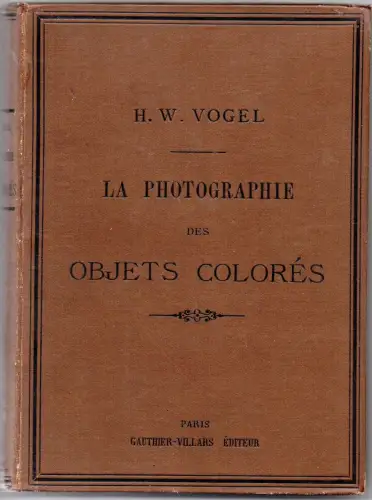 H. W. VOGEL
LA PHOTOGRAPHIE
DES
OBJETS COLORÉS
PARIS
GAUTHIER-VILLARS ÉDITEUR